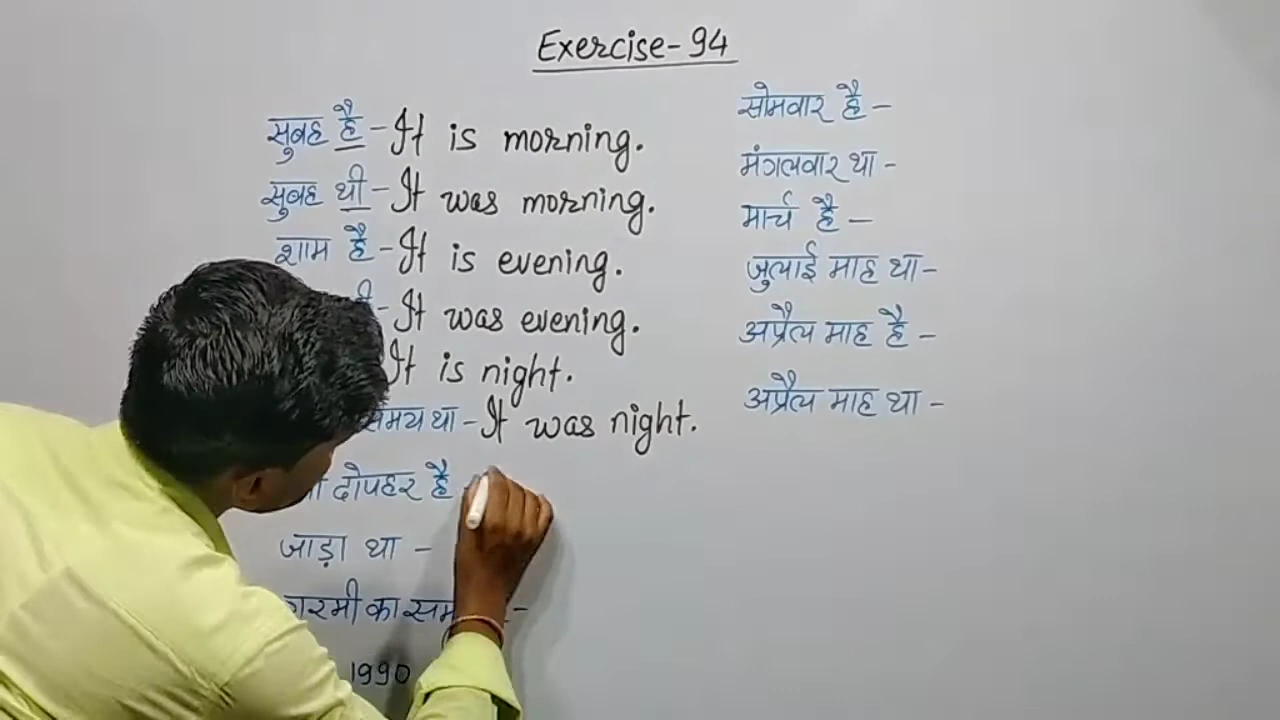 Exercise-94
सुबह है - It is morning.
सुबह थी - It was morning.
शाम है - It is evening.
- It was evening.
It is night.
समय था - It was night.
दोपहर है
जाड़ा था -
गरमी का
1990
सोमवार है -
मंगलवार था -
मार्च है -
जुलाई माह था -
अप्रैल माह है -
अप्रैल माह था -